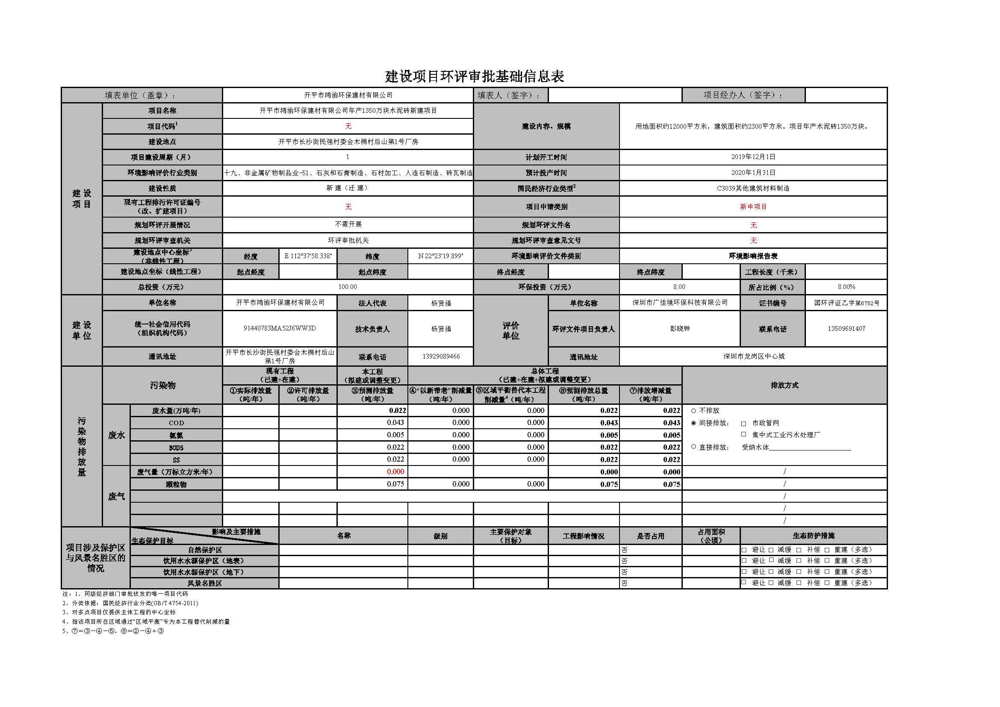 建设项目环评审批基础信息表
填表单位（盖章）： 开平市鸿渝环保建材有限公司 填表人（签字）： 项目经办人（签字）：
建 设 项 目
项目名称 开平市鸿渝环保建材有限公司年产1350万块水泥砖新建项目 建设内容、规模 用地面积约12000平方米，建筑面积约2300平方米。项目年产水泥砖1350万块。
项目代码1 无
建设地点 开平市长沙街民强村委会木棉村后山第1号厂房
项目建设周期（月） 1 计划开工时间 2019年12月1日
环境影响评价行业类别 十九、非金属矿物制品业-51、石灰和石膏制造、石材加工、人造石制造、砖瓦制造 预计投产时间 2020年1月31日
建设性质 新 建（迁 建） 国民经济行业类型2 C3039其他建筑材料制造
现有工程排污许可证编号
（改、扩建项目） 无 项目申请类别 新申项目
规划环评开展情况 不需开展 规划环评文件名 无
规划环评审查机关 环评审批机关 规划环评审查意见文号 无
建设地点中心坐标3
（非线性工程） 经度 E 112°37'58.338" 纬度 N 22°23'19.899" 环境影响评价文件类别 环境影响报告表
建设地点坐标（线性工程） 起点经度 起点纬度 终点经度 终点纬度 工程长度（千米）
总投资（万元） 100.00 环保投资（万元） 8.00 所占比例（%） 8.00%
建 设 单 位
单位名称 开平市鸿渝环保建材有限公司 法人代表 杨贤福 评价单位 单位名称 深圳市广佳境环保科技有限公司 证书编号 国环评证乙字第6752号
统一社会信用代码
（组织机构代码） 91440783MA52J6WW3D 技术负责人 杨贤福 环评文件项目负责人 彭晓钟 联系电话 13509691407
通讯地址 开平市长沙街民强村委会木棉村后山
第1号厂房 联系电话 13929089466 通讯地址 深圳市龙岗区中心城
污染物排放量
污染物 现有工程
（已建+在建） 本工程
（拟建或调整变更） 总体工程
（已建+在建+拟建或调整变更） 排放方式
①实际排放量
（吨/年） ②许可排放量
（吨/年） ③预测排放量
（吨/年） ④“以新带老”削减量
（吨/年） ⑤区域平衡替代本工程
削减量4（吨/年） ⑥预测排放总量
（吨/年） ⑦排放增减量
（吨/年）
废水
废水量(万吨/年) 0.022 0.000 0.000 0.022 0.022 ○ 不排放
COD 0.043 0.000 0.000 0.043 0.043 ◉ 间接排放： □ 市政管网
氨氮 0.005 0.000 0.000 0.005 0.005 □ 集中式工业污水处理厂
BOD5 0.022 0.000 0.000 0.022 0.022 ○ 直接排放： 受纳水体
SS 0.022 0.000 0.000 0.022 0.022
废气
废气量（万标立方米/年） 0.000 0.000 0.000 /
颗粒物 0.075 0.000 0.000 0.075 0.075 /
/
/
/
项目涉及保护区
与风景名胜区的
情况
影响及主要措施
生态保护目标 名称 级别 主要保护对象
（目标） 工程影响情况 是否占用 占用面积
（公顷） 生态防护措施
自然保护区 否 □ 避让 □ 减缓 □ 补偿 □ 重建（多选）
饮用水水源保护区（地表） 否 □ 避让 □ 减缓 □ 补偿 □ 重建（多选）
饮用水水源保护区（地下） 否 □ 避让 □ 减缓 □ 补偿 □ 重建（多选）
风景名胜区 否 □ 避让 □ 减缓 □ 补偿 □ 重建（多选）
注：1、同级经济部门审批核发的唯一项目代码
2、分类依据：国民经济行业分类(GB/T 4754-2011)
3、对多点项目仅提供主体工程的中心坐标
4、指该项目所在区域通过“区域平衡”专为本工程替代削减的量
5、⑦＝③－④－⑤，⑥＝②－④＋③